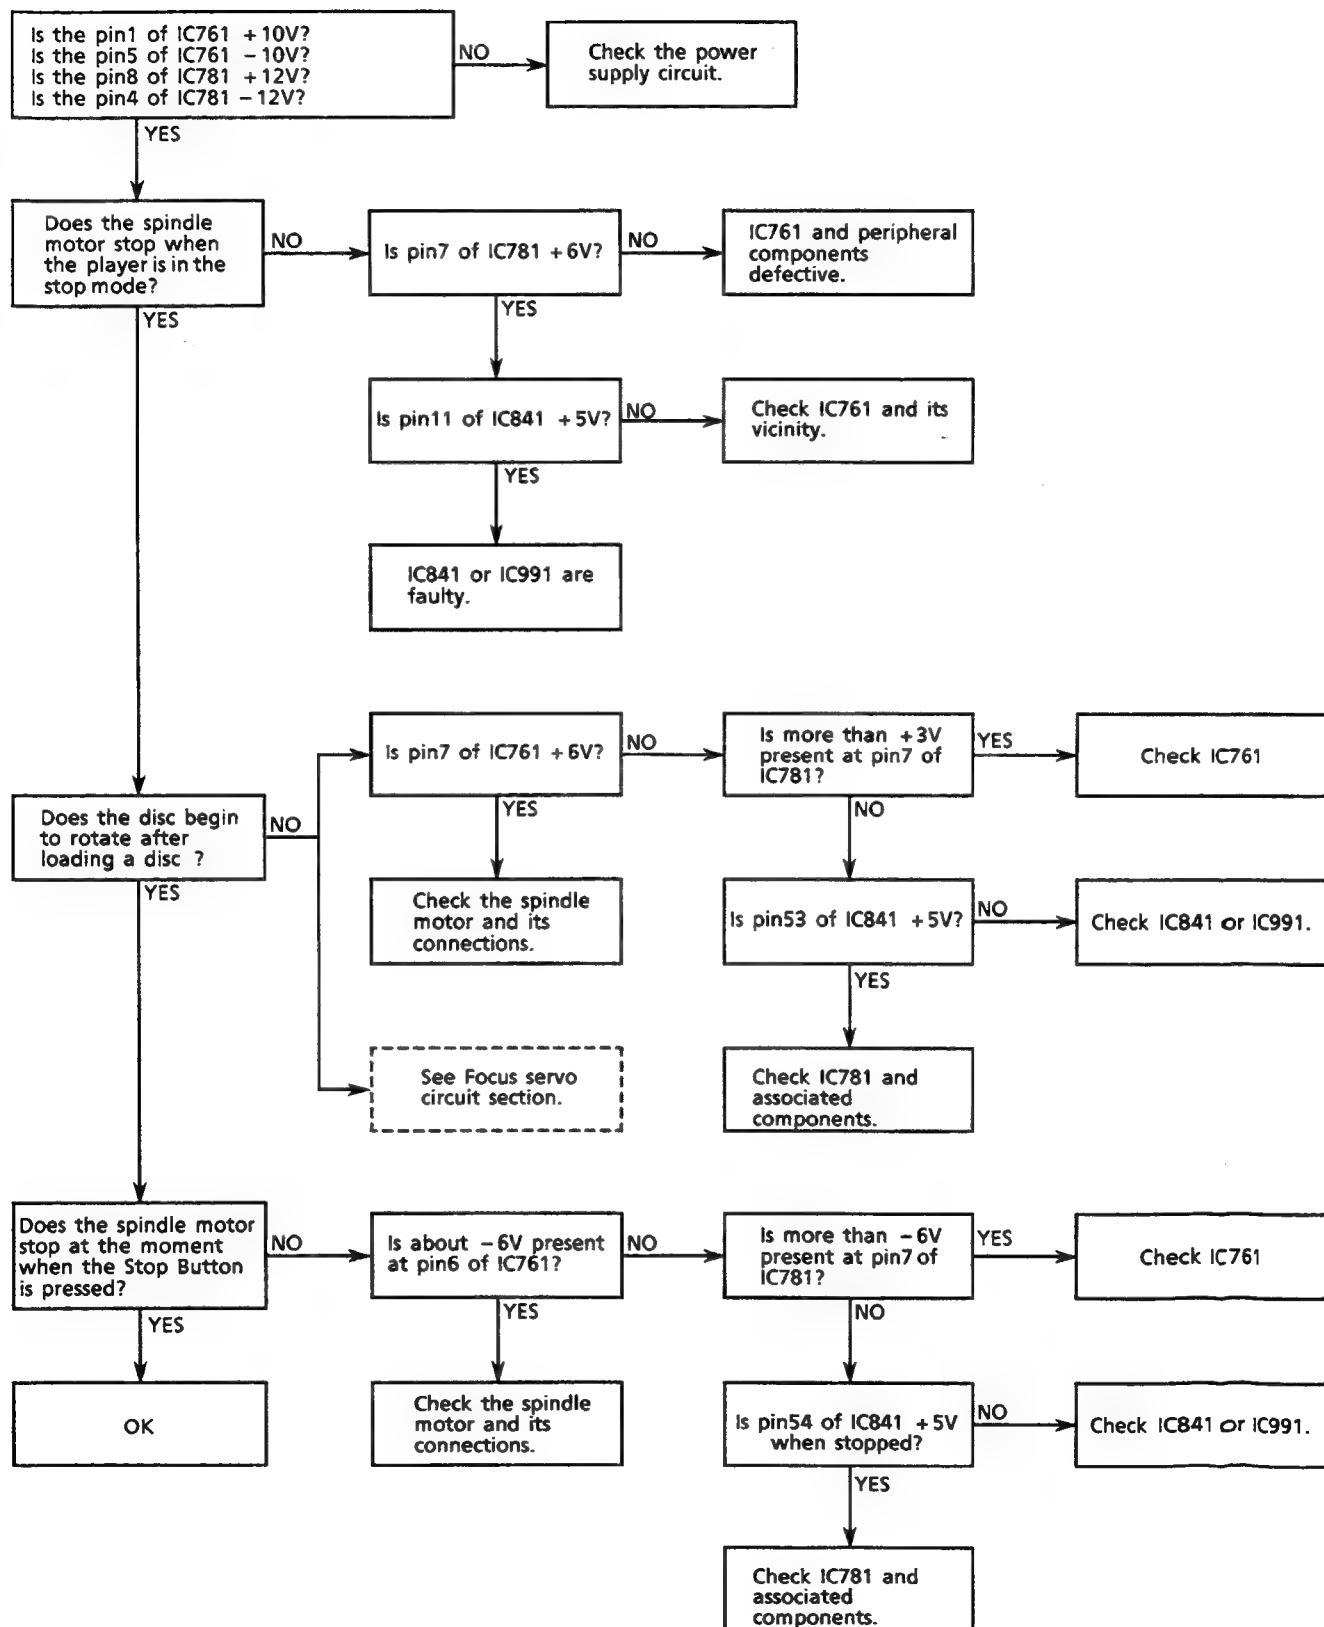 Is the pin1 of IC761 +10V?
Is the pin5 of IC761 −10V?
Is the pin8 of IC781 +12V?
Is the pin4 of IC781 −12V?
NO
Check the power
supply circuit.
YES
Does the spindle
motor stop when
the player is in the
stop mode?
NO
Is pin7 of IC781 +6V?
NO
IC761 and peripheral
components
defective.
YES
YES
Is pin11 of IC841 +5V?
NO
Check IC761 and its
vicinity.
YES
IC841 or IC991 are
faulty.
Does the disc begin
to rotate after
loading a disc ?
NO
Is pin7 of IC761 +6V?
NO
Is more than +3V
present at pin7 of
IC781?
YES
Check IC761
YES
NO
Check the spindle
motor and its
connections.
Is pin53 of IC841 +5V?
NO
Check IC841 or IC991.
YES
YES
See Focus servo
circuit section.
Check IC781 and
associated
components.
Does the spindle motor
stop at the moment
when the Stop Button
is pressed?
NO
Is about −6V present
at pin6 of IC761?
NO
Is more than −6V
present at pin7 of
IC781?
YES
Check IC761
YES
YES
NO
OK
Check the spindle
motor and its
connections.
Is pin54 of IC841 +5V
when stopped?
NO
Check IC841 or IC991.
YES
Check IC781 and
associated
components.